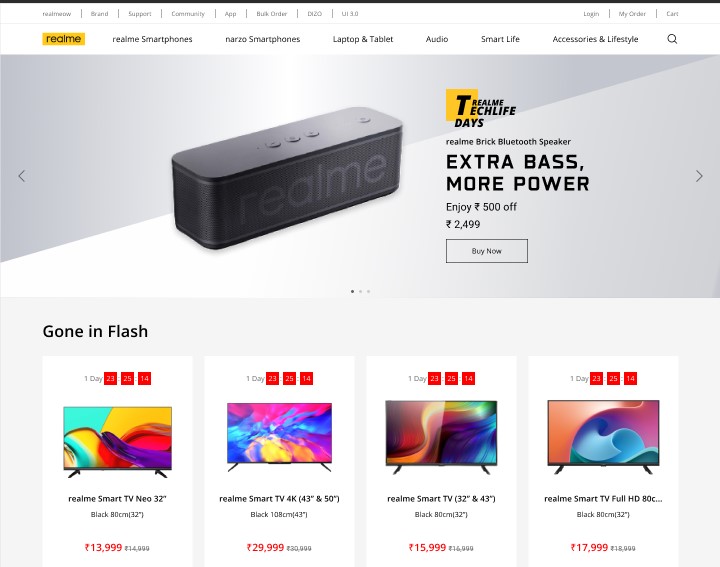 realmeow Brand Support Community App Bulk Order DIZO UI 3.0 Login My Order Cart
realme realme Smartphones narzo Smartphones Laptop & Tablet Audio Smart Life Accessories & Lifestyle
REALME
TECHLIFE
DAYS
realme Brick Bluetooth Speaker
EXTRA BASS,
MORE POWER
Enjoy ₹ 500 off
₹ 2,499
Buy Now
realme
Gone in Flash
1 Day 23 : 25 : 14 1 Day 23 : 25 : 14 1 Day 23 : 25 : 14 1 Day 23 : 25 : 14
realme Smart TV Neo 32" realme Smart TV 4K (43" & 50") realme Smart TV (32" & 43") realme Smart TV Full HD 80c...
Black 80cm(32") Black 108cm(43") Black 80cm(32") Black 80cm(32")
₹13,999 ₹14,999 ₹29,999 ₹30,999 ₹15,999 ₹16,999 ₹17,999 ₹18,999